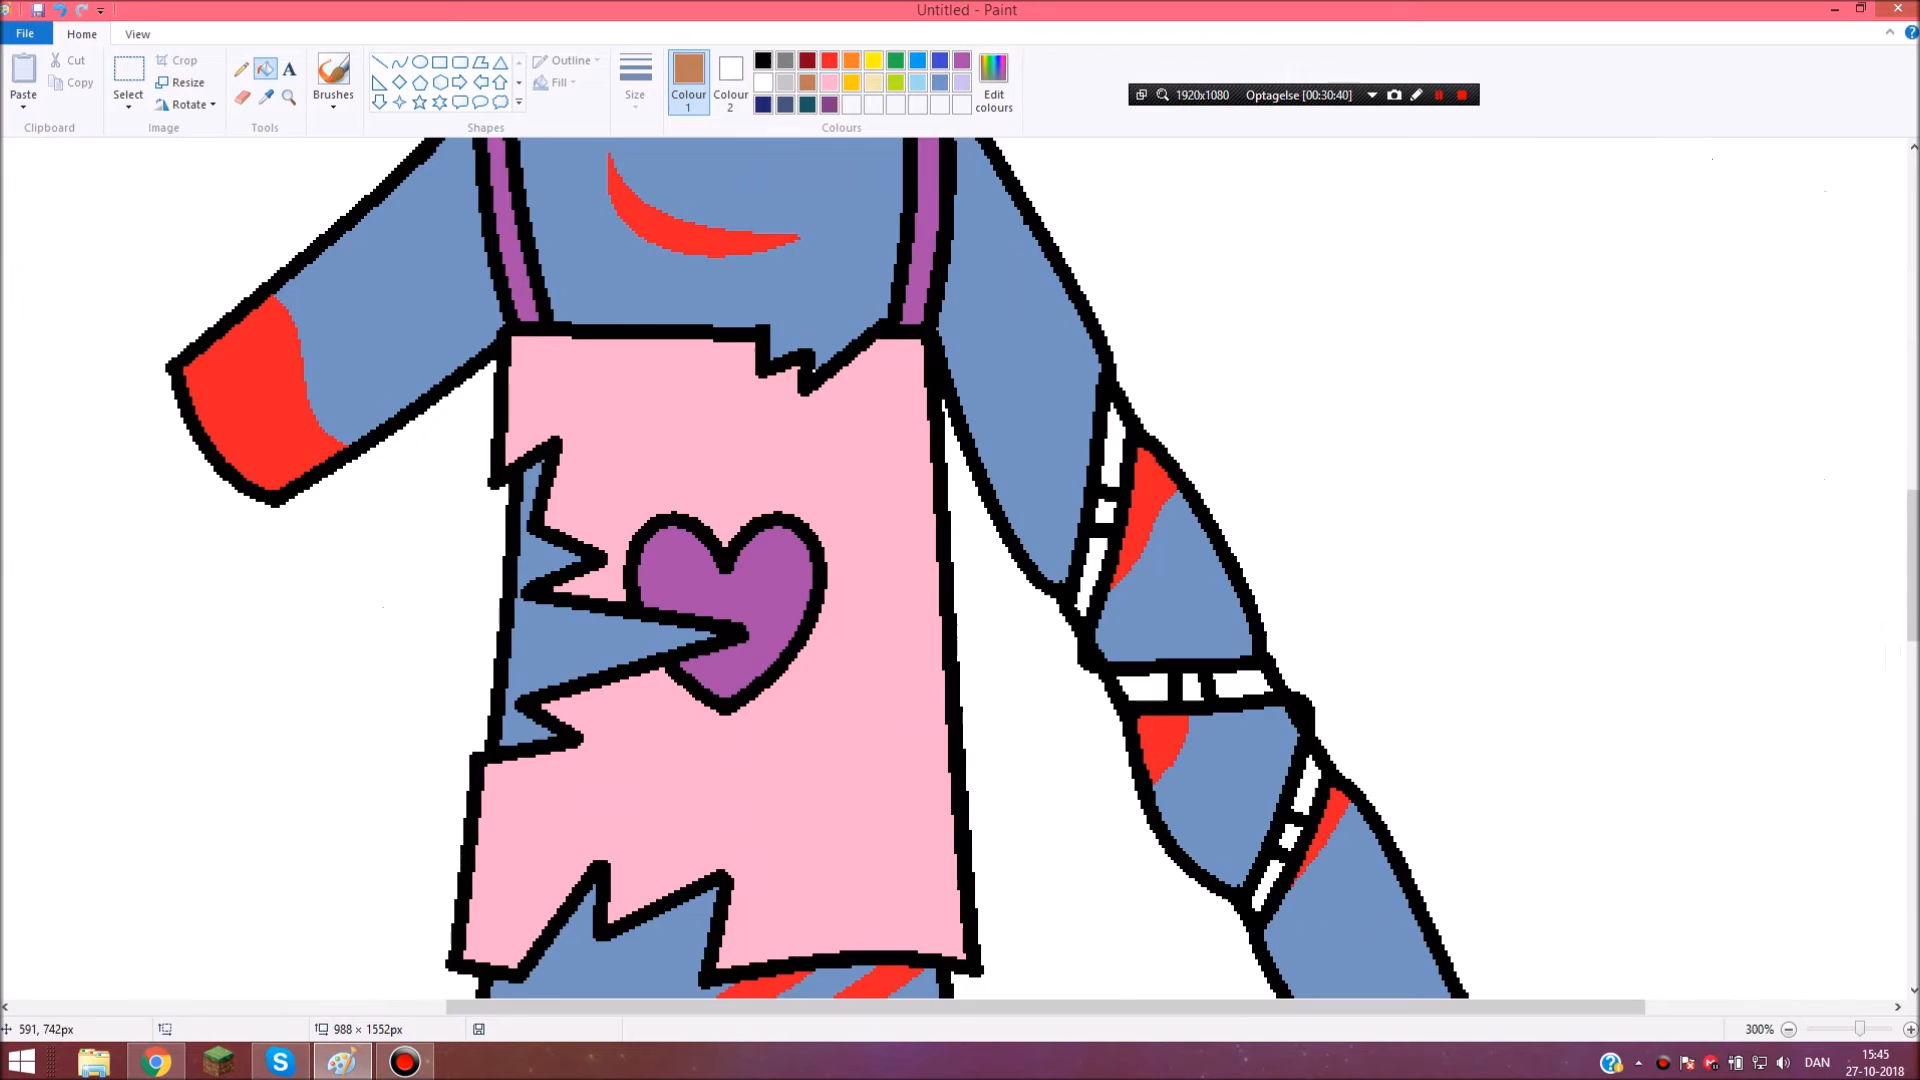 Untitled - Paint
File Home View
Cut
Crop
Outline
Copy
Resize
Fill
Paste
Select
Rotate
A
Brushes
Size
Colour 1
Colour 2
Edit colours
1920x1080 Optagelse [00:30:40]
Clipboard
Image
Tools
Shapes
Colours
591, 742px
988 × 1552px
300%
DAN
15:45
27-10-2018